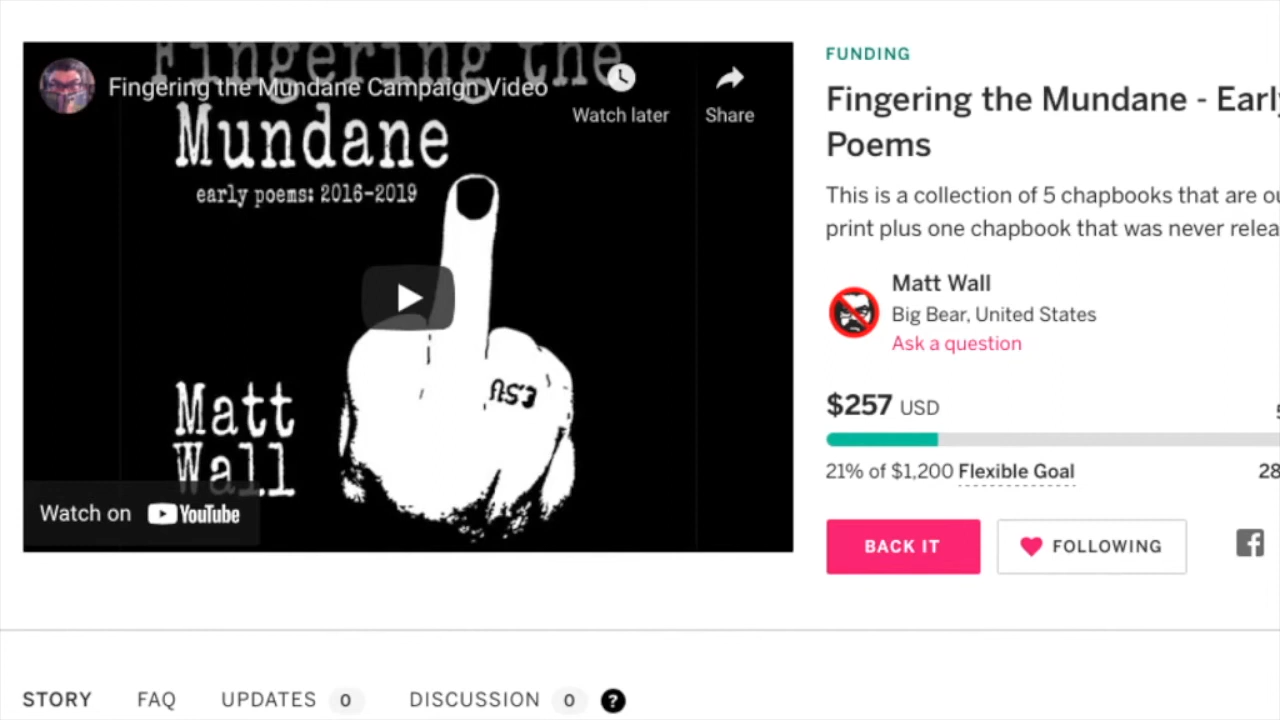 Fingering the
Fingering the Mundane Campaign Video
Watch later
Share
Mundane
early poems: 2016-2019
Matt
Wall
Watch on YouTube
FUNDING
Fingering the Mundane - Early
Poems
This is a collection of 5 chapbooks that are
print plus one chapbook that was never
Matt Wall
Big Bear, United States
Ask a question
$257 USD
21% of $1,200 Flexible Goal
28
BACK IT
FOLLOWING
STORY
FAQ
UPDATES 0
DISCUSSION 0 ?